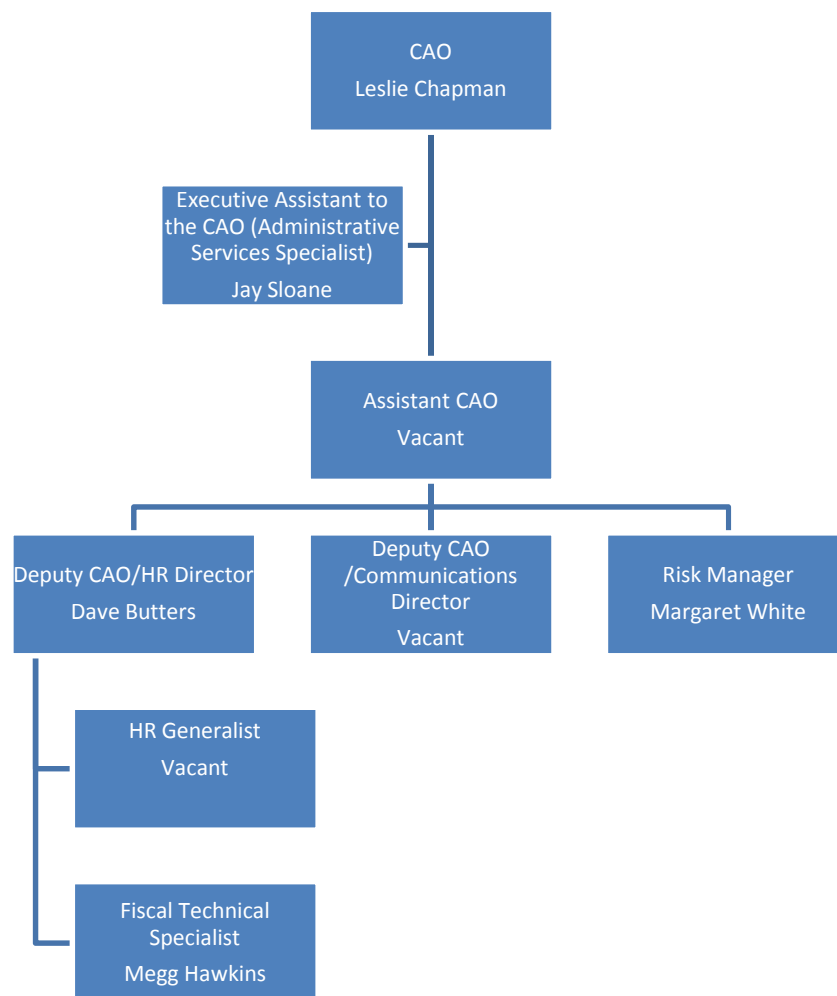 CAO
Leslie Chapman
Executive Assistant to
the CAO (Administrative
Services Specialist)
Jay Sloane
Assistant CAO
Vacant
Deputy CAO/HR Director
Dave Butters
Deputy CAO
/Communications
Director
Vacant
Risk Manager
Margaret White
HR Generalist
Vacant
Fiscal Technical
Specialist
Megg Hawkins